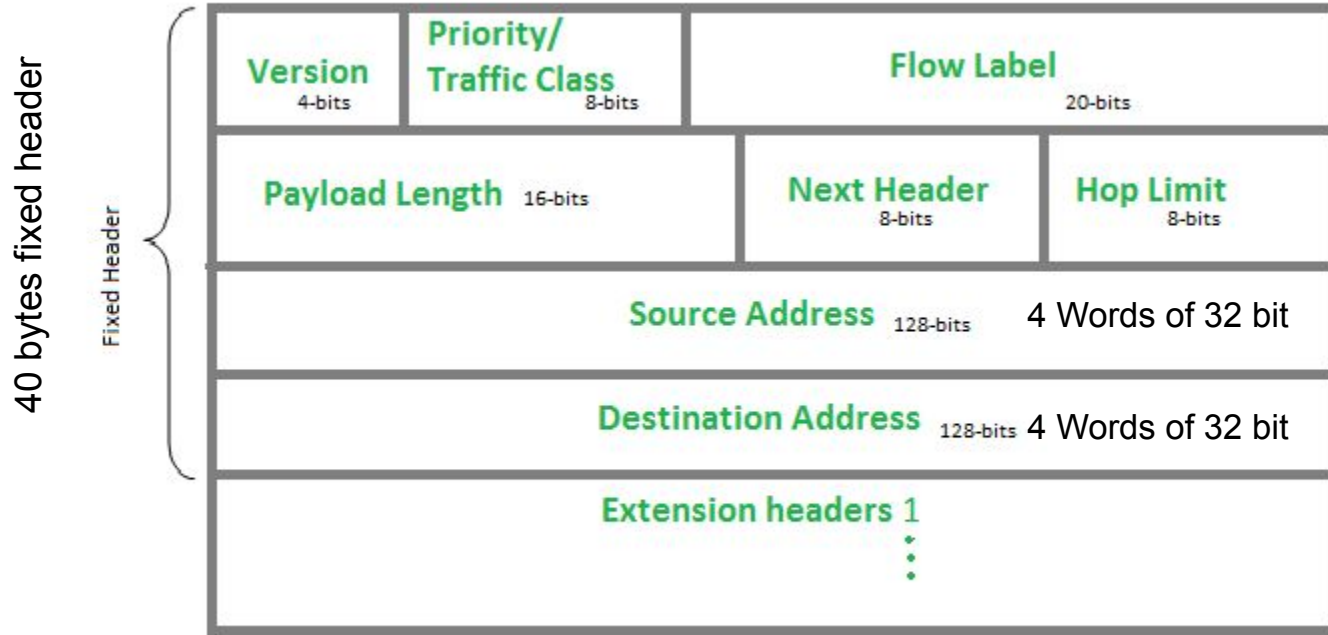 40 bytes fixed header
Fixed Header
Version
4-bits
Priority/
Traffic Class
8-bits
Flow Label
20-bits
Payload Length 16-bits
Next Header
8-bits
Hop Limit
8-bits
Source Address 128-bits 4 Words of 32 bit
Destination Address 128-bits 4 Words of 32 bit
Extension headers 1